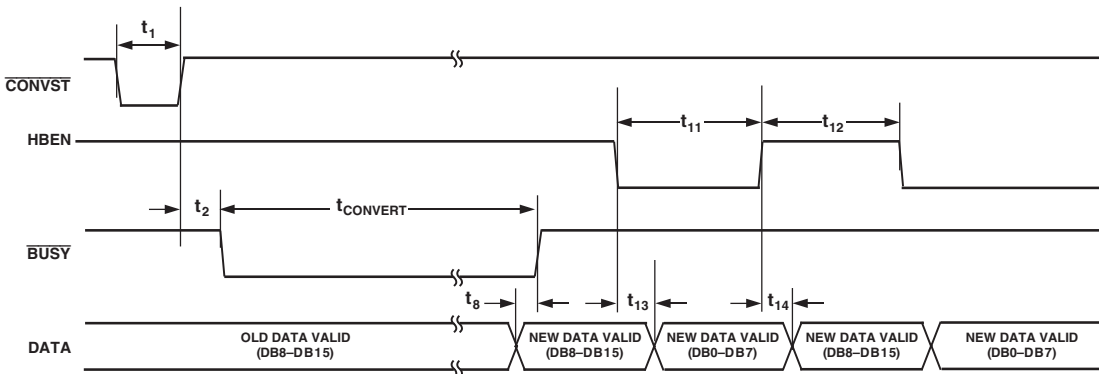 t1
CONVST
HBEN
t11
t12
t2
tCONVERT
BUSY
t8
t13
t14
DATA
OLD DATA VALID
(DB8–DB15)
NEW DATA VALID
(DB8–DB15)
NEW DATA VALID
(DB0–DB7)
NEW DATA VALID
(DB8–DB15)
NEW DATA VALID
(DB0–DB7)